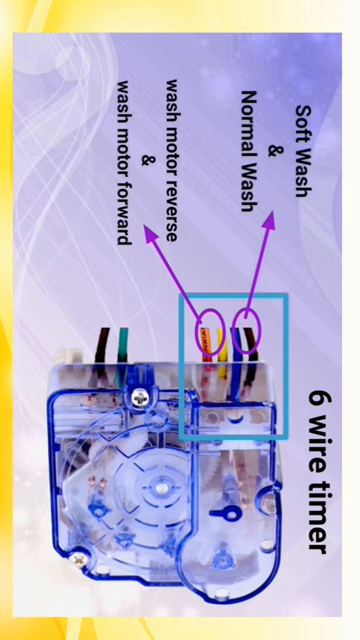 6 wire timer
Soft Wash
&
Normal Wash
wash motor reverse
&
wash motor forward